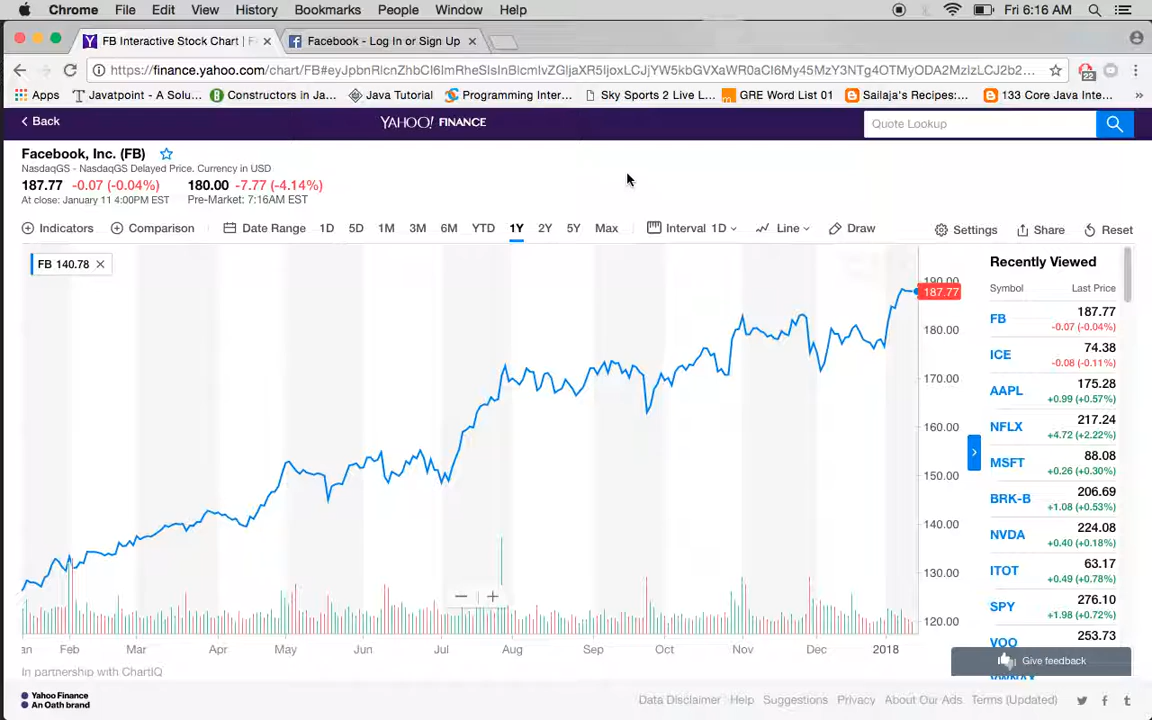 Chrome File Edit View History Bookmarks People Window Help Fri 6:16 AM
FB Interactive Stock Chart | F × Facebook - Log In or Sign Up ×
https://finance.yahoo.com/chart/FB#
22
Apps Javatpoint - A Solu... Constructors in Ja... Java Tutorial Programming Inter... Sky Sports 2 Live L... GRE Word List 01 Sailaja's Recipes:... 133 Core Java Inte... »
Back YAHOO! FINANCE Quote Lookup
Facebook, Inc. (FB)
NasdaqGS - NasdaqGS Delayed Price. Currency in USD
187.77 -0.07 (-0.04%) 180.00 -7.77 (-4.14%)
At close: January 11 4:00PM EST Pre-Market: 7:16AM EST
Indicators Comparison Date Range 1D 5D 1M 3M 6M YTD 1Y 2Y 5Y Max Interval 1D Line Draw Settings Share Reset
FB 140.78 ×
190.00
187.77
180.00
170.00
160.00
150.00
140.00
130.00
120.00
an Feb Mar Apr May Jun Jul Aug Sep Oct Nov Dec 2018
In partnership with ChartIQ
Recently Viewed
Symbol Last Price
FB 187.77
-0.07 (-0.04%)
ICE 74.38
-0.08 (-0.11%)
AAPL 175.28
+0.99 (+0.57%)
NFLX 217.24
+4.72 (+2.22%)
MSFT 88.08
+0.26 (+0.30%)
BRK-B 206.69
+1.08 (+0.53%)
NVDA 224.08
+0.40 (+0.18%)
ITOT 63.17
+0.49 (+0.78%)
SPY 276.10
+1.98 (+0.72%)
VOO 253.73
Give feedback
Yahoo Finance
An Oath brand
Data Disclaimer Help Suggestions Privacy About Our Ads Terms (Updated)